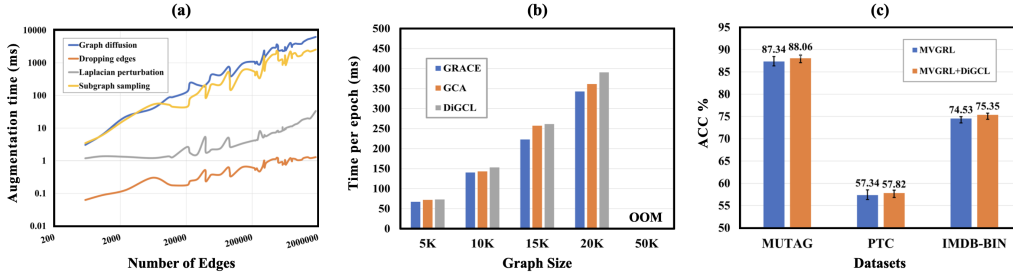 (a)
Augmentation time (ms)
10000
1000
100
10
1
0.1
0.01
Graph diffusion
Dropping edges
Laplacian perturbation
Subgraph sampling
200
2000
20000
200000
2000000
Number of Edges
(b)
Time per epoch (ms)
500
450
400
350
300
250
200
150
100
50
0
GRACE
GCA
DiGCL
OOM
5K
10K
15K
20K
50K
Graph Size
(c)
ACC %
95
90
85
80
75
70
65
60
55
50
MVGRL
MVGRL+DiGCL
87.34
88.06
57.34
57.82
74.53
75.35
MUTAG
PTC
IMDB-BIN
Datasets